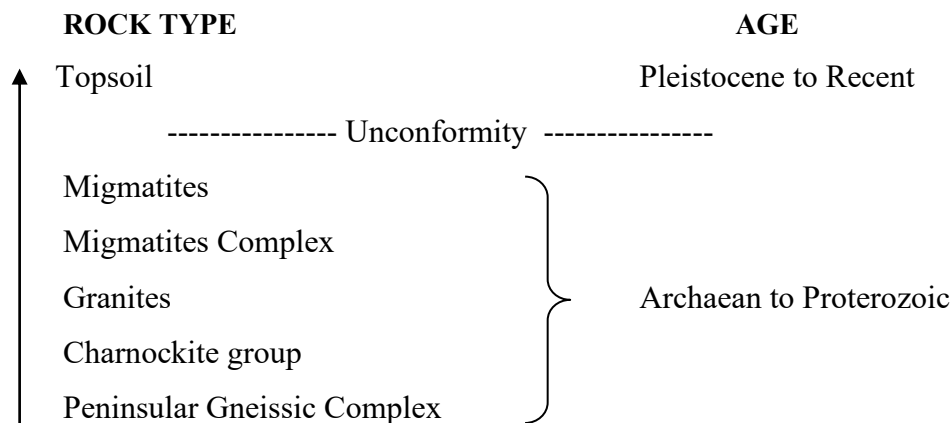 ROCK TYPE AGE
Topsoil Pleistocene to Recent
---------------- Unconformity ----------------
Migmatites
Migmatites Complex
Granites Archaean to Proterozoic
Charnockite group
Peninsular Gneissic Complex